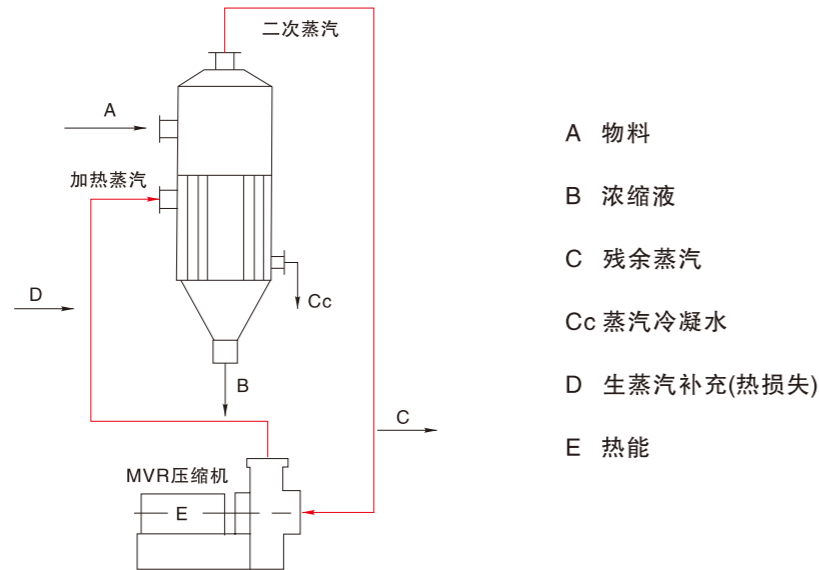 二次蒸汽
A
加热蒸汽
D
Cc
B
C
MVR压缩机
E
A 物料
B 浓缩液
C 残余蒸汽
Cc 蒸汽冷凝水
D 生蒸汽补充(热损失)
E 热能